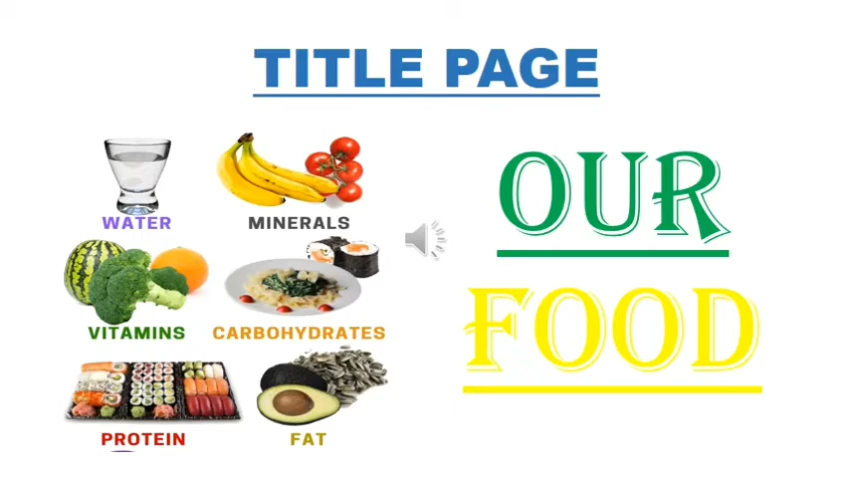 TITLE PAGE
WATER
MINERALS
VITAMINS
CARBOHYDRATES
PROTEIN
FAT
OUR
FOOD